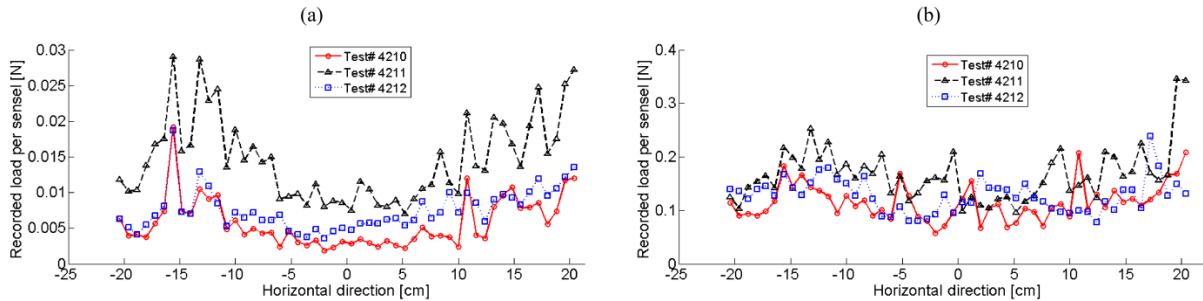 (a)
Recorded load per sensel [N]
0.03
0.025
0.02
0.015
0.01
0.005
0
-25 -20 -15 -10 -5 0 5 10 15 20
Horizontal direction [cm]
Test# 4210
Test# 4211
Test# 4212
(b)
Recorded load per sensel [N]
0.4
0.3
0.2
0.1
0
-25 -20 -15 -10 -5 0 5 10 15 20
Horizontal direction [cm]
Test# 4210
Test# 4211
Test# 4212